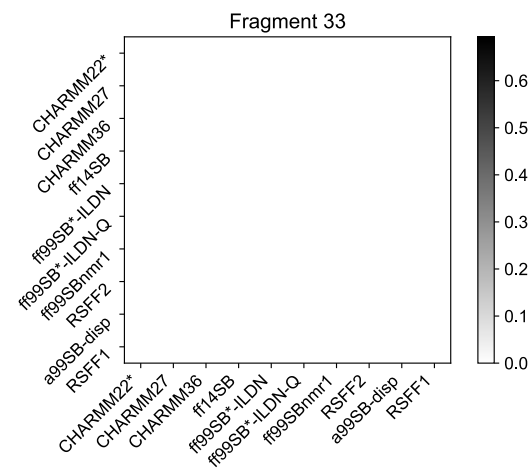 Fragment 33
CHARMM22*
CHARMM27
CHARMM36
ff14SB
ff99SB*-ILDN
ff99SB*-ILDN-Q
ff99SBnmr1
RSFF2
a99SB-disp
RSFF1
CHARMM22*
CHARMM27
CHARMM36
ff14SB
ff99SB*-ILDN
ff99SB*-ILDN-Q
ff99SBnmr1
RSFF2
a99SB-disp
RSFF1
0.6
0.5
0.4
0.3
0.2
0.1
0.0